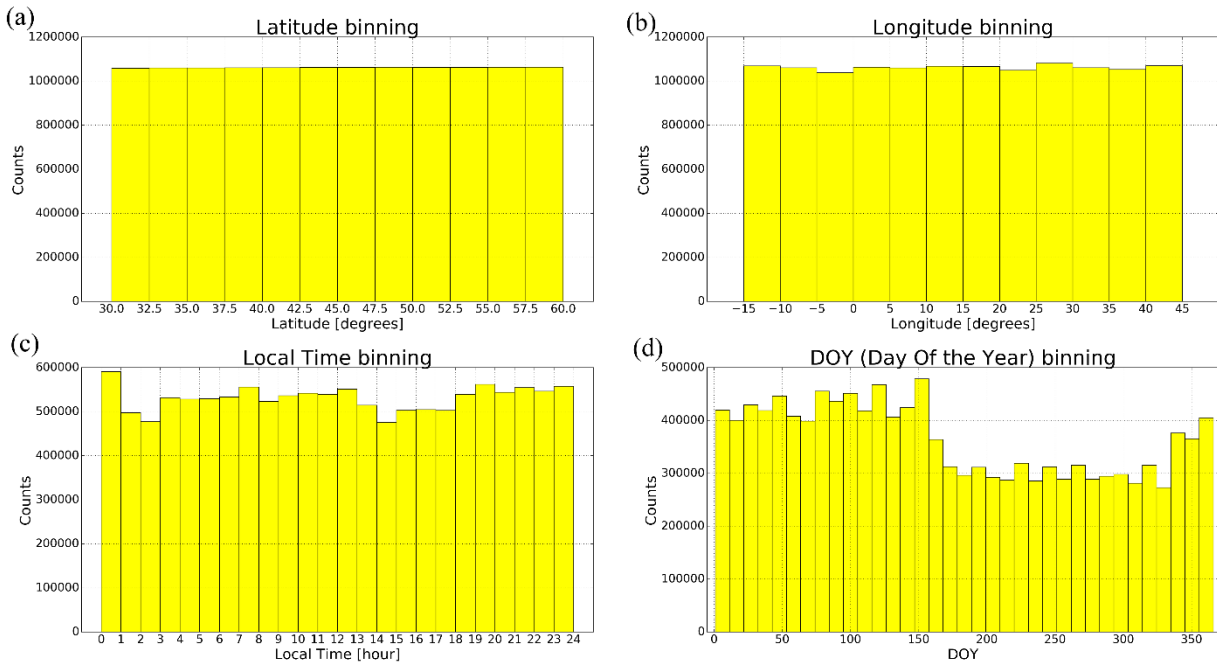 (a)
Latitude binning
1200000
1000000
800000
600000
400000
200000
0
Counts
30.0 32.5 35.0 37.5 40.0 42.5 45.0 47.5 50.0 52.5 55.0 57.5 60.0
Latitude [degrees]
(b)
Longitude binning
1200000
1000000
800000
600000
400000
200000
0
Counts
−15 −10 −5 0 5 10 15 20 25 30 35 40 45
Longitude [degrees]
(c)
Local Time binning
600000
500000
400000
300000
200000
100000
0
Counts
0 1 2 3 4 5 6 7 8 9 10 11 12 13 14 15 16 17 18 19 20 21 22 23 24
Local Time [hour]
(d)
DOY (Day Of the Year) binning
500000
400000
300000
200000
100000
0
Counts
0 50 100 150 200 250 300 350
DOY